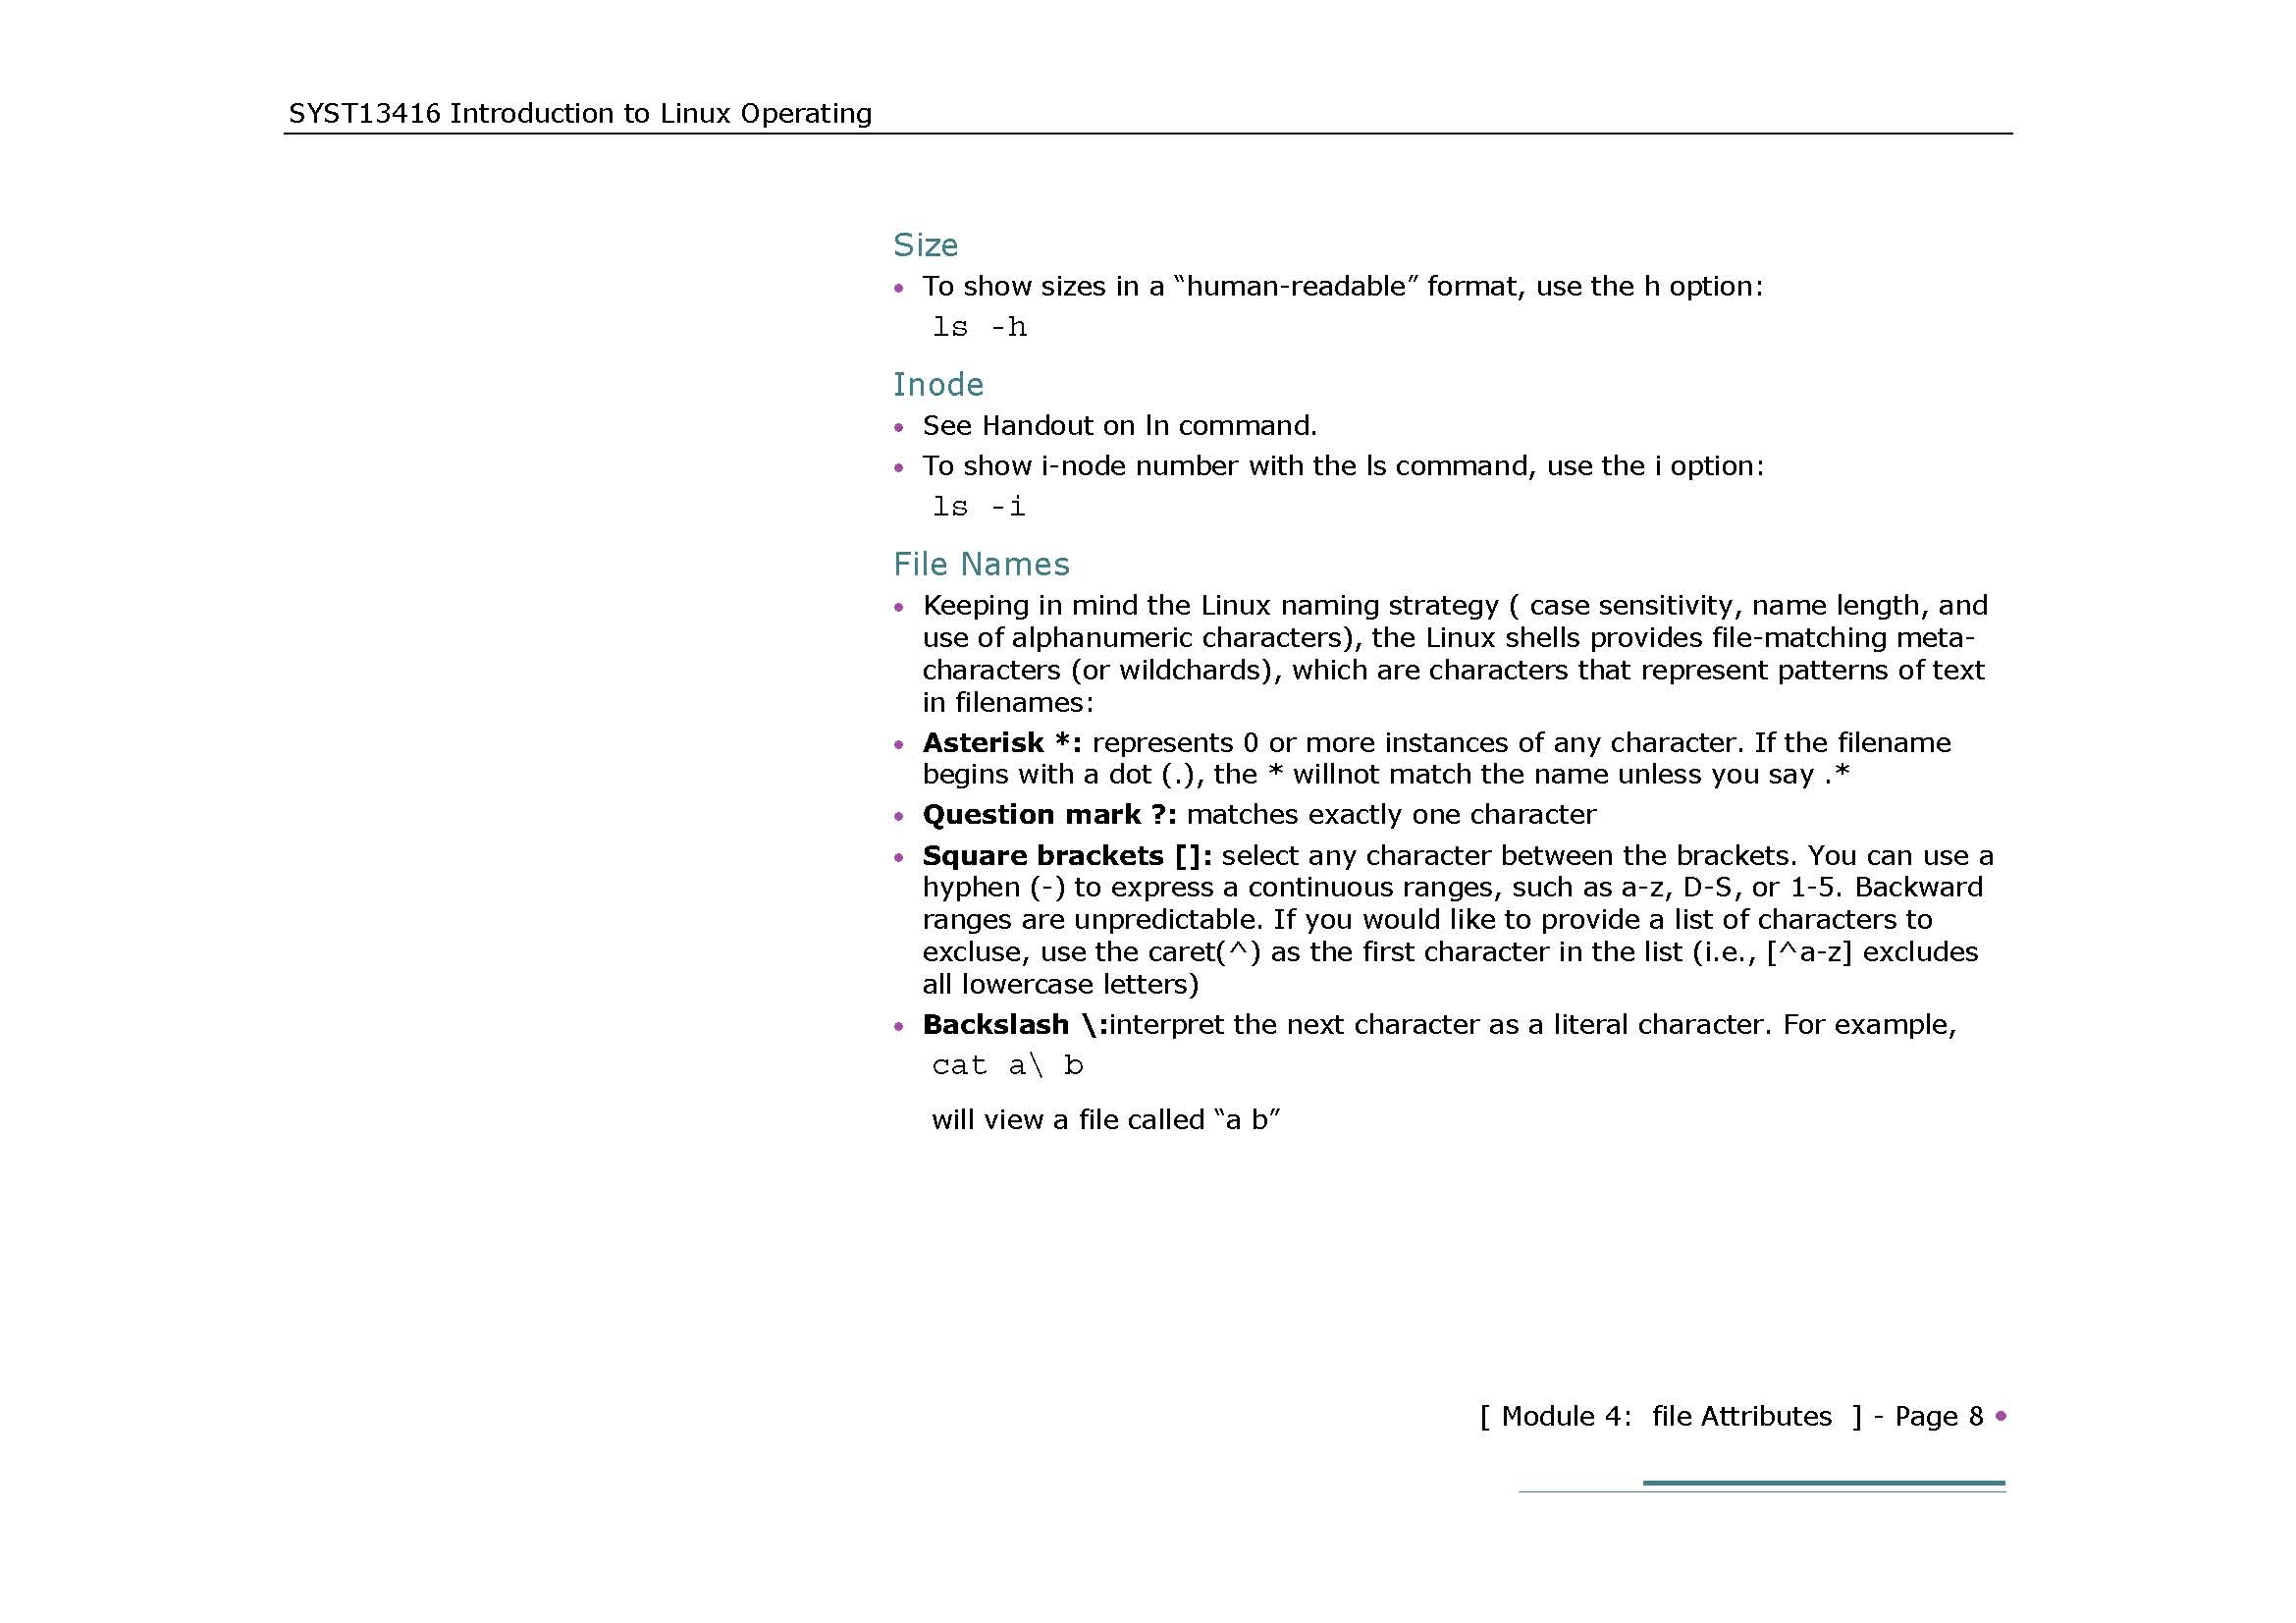 SYST13416 Introduction to Linux Operating
Size
• To show sizes in a “human-readable” format, use the h option:
ls -h
Inode
• See Handout on ln command.
• To show i-node number with the ls command, use the i option:
ls -i
File Names
• Keeping in mind the Linux naming strategy ( case sensitivity, name length, and
use of alphanumeric characters), the Linux shells provides file-matching meta-
characters (or wildchards), which are characters that represent patterns of text
in filenames:
• Asterisk *: represents 0 or more instances of any character. If the filename
begins with a dot (.), the * willnot match the name unless you say .*
• Question mark ?: matches exactly one character
• Square brackets []: select any character between the brackets. You can use a
hyphen (-) to express a continuous ranges, such as a-z, D-S, or 1-5. Backward
ranges are unpredictable. If you would like to provide a list of characters to
excluse, use the caret(^) as the first character in the list (i.e., [^a-z] excludes
all lowercase letters)
• Backslash \:interpret the next character as a literal character. For example,
cat a\ b
will view a file called “a b”
[ Module 4:  file Attributes  ] - Page 8 •